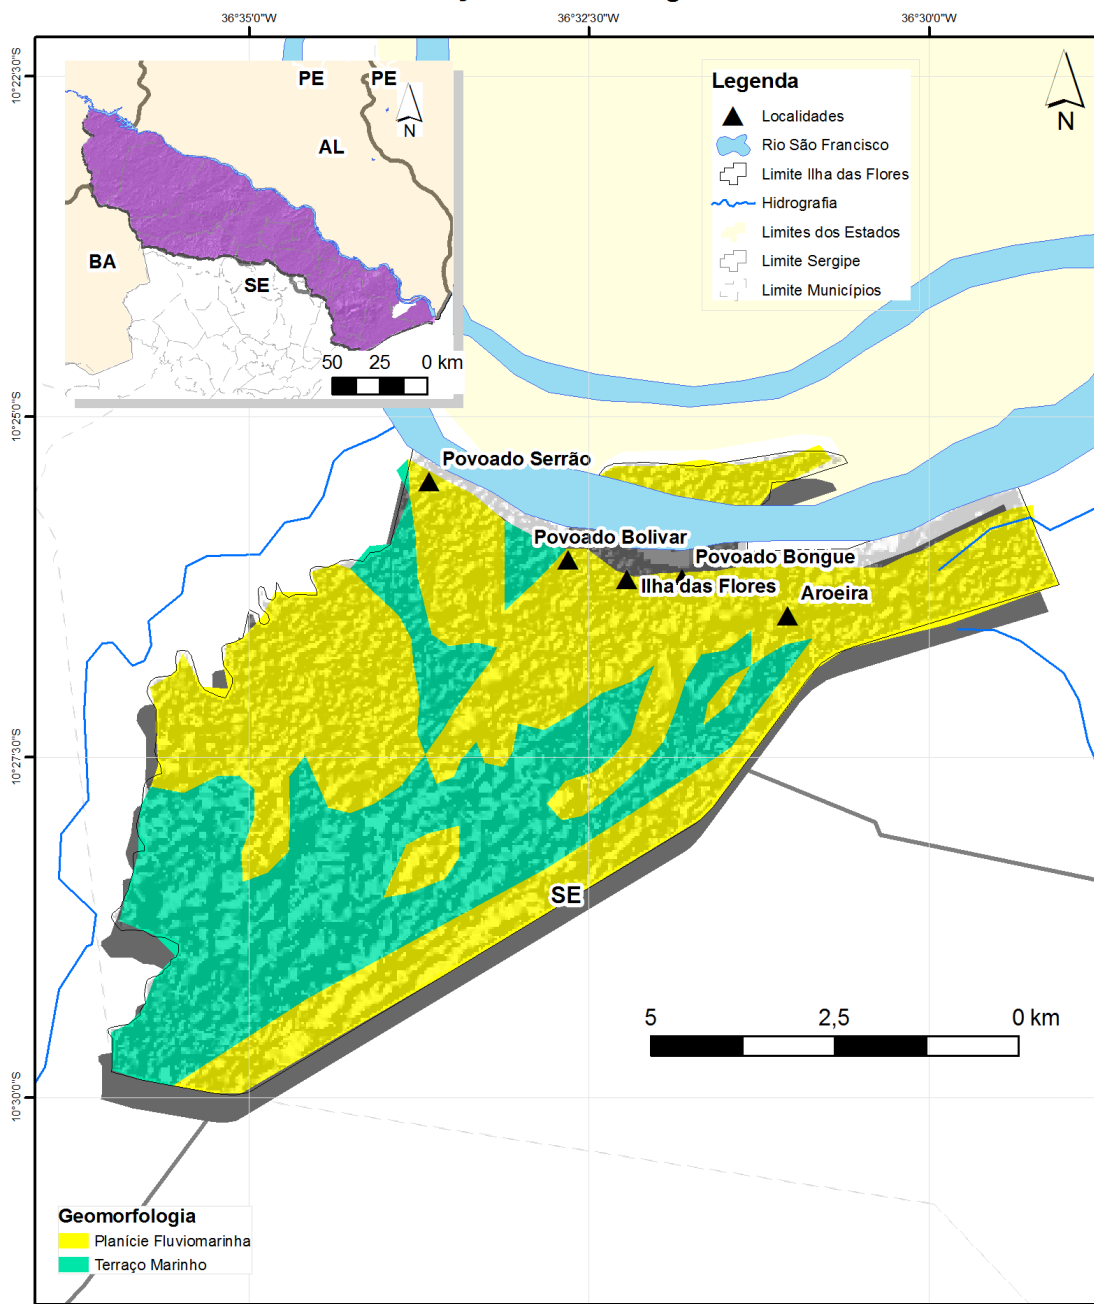 36°35'0"W
36°32'30"W
36°30'0"W
10°22'30"S
10°25'0"S
10°27'30"S
10°30'0"S
PE
PE
AL
N
BA
SE
50 25 0 km
Legenda
Localidades
Rio São Francisco
Limite Ilha das Flores
Hidrografia
Limites dos Estados
Limite Sergipe
Limite Municípios
N
Povoado Serrão
Povoado Bolivar
Povoado Bongue
Ilha das Flores
Aroeira
SE
5 2,5 0 km
Geomorfologia
Planície Fluviomarinha
Terraço Marinho